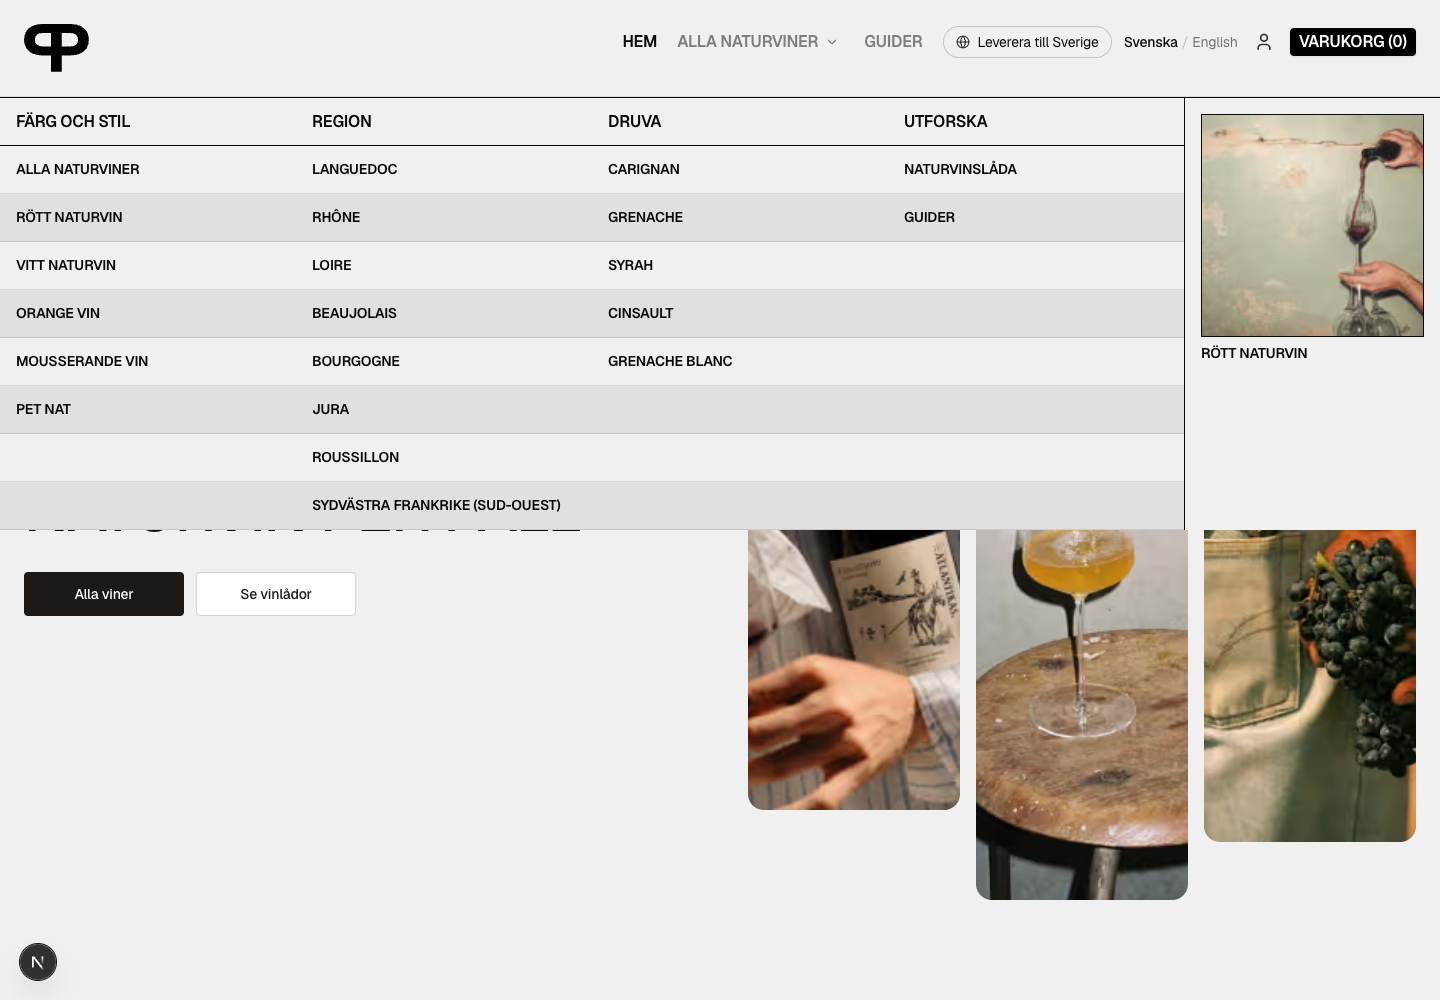 HEM
ALLA NATURVINER
GUIDER
Leverera till Sverige
Svenska / English
VARUKORG (0)
FÄRG OCH STIL
REGION
DRUVA
UTFORSKA
ALLA NATURVINER
LANGUEDOC
CARIGNAN
NATURVINSLÅDA
RÖTT NATURVIN
RHÔNE
GRENACHE
GUIDER
VITT NATURVIN
LOIRE
SYRAH
ORANGE VIN
BEAUJOLAIS
CINSAULT
MOUSSERANDE VIN
BOURGOGNE
GRENACHE BLANC
PET NAT
JURA
ROUSSILLON
SYDVÄSTRA FRANKRIKE (SUD-OUEST)
RÖTT NATURVIN
Alla viner
Se vinlådor
ATLANTIKAS
N